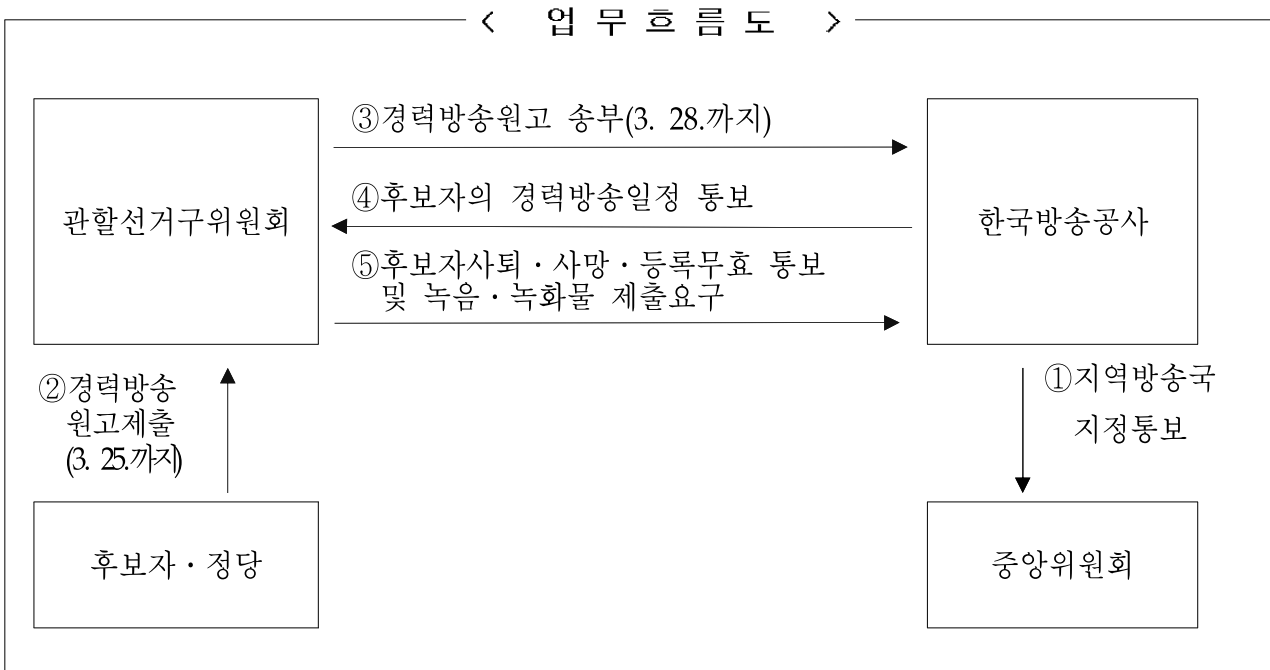 < 업 무 흐 름 도 >
③경력방송원고 송부(3. 28.까지)
관할선거구위원회
④후보자의 경력방송일정 통보
한국방송공사
⑤후보자사퇴·사망·등록무효 통보
및 녹음·녹화물 제출요구
②경력방송
원고제출
(3. 25.까지)
①지역방송국
지정통보
후보자·정당
중앙위원회